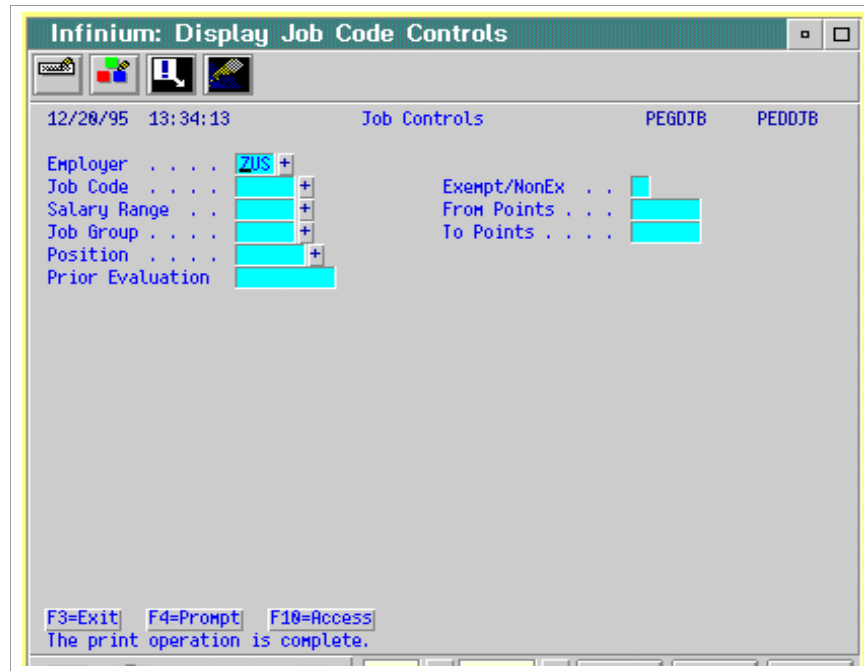 Infinium: Display Job Code Controls
12/20/95 13:34:13 Job Controls PEGDJB PEDDJB
Employer . . . . ZUS +
Job Code . . . . + Exempt/NonEx . .
Salary Range . . + From Points . . .
Job Group . . . . + To Points . . . .
Position . . . . +
Prior Evaluation
F3=Exit F4=Prompt F10=Access
The print operation is complete.